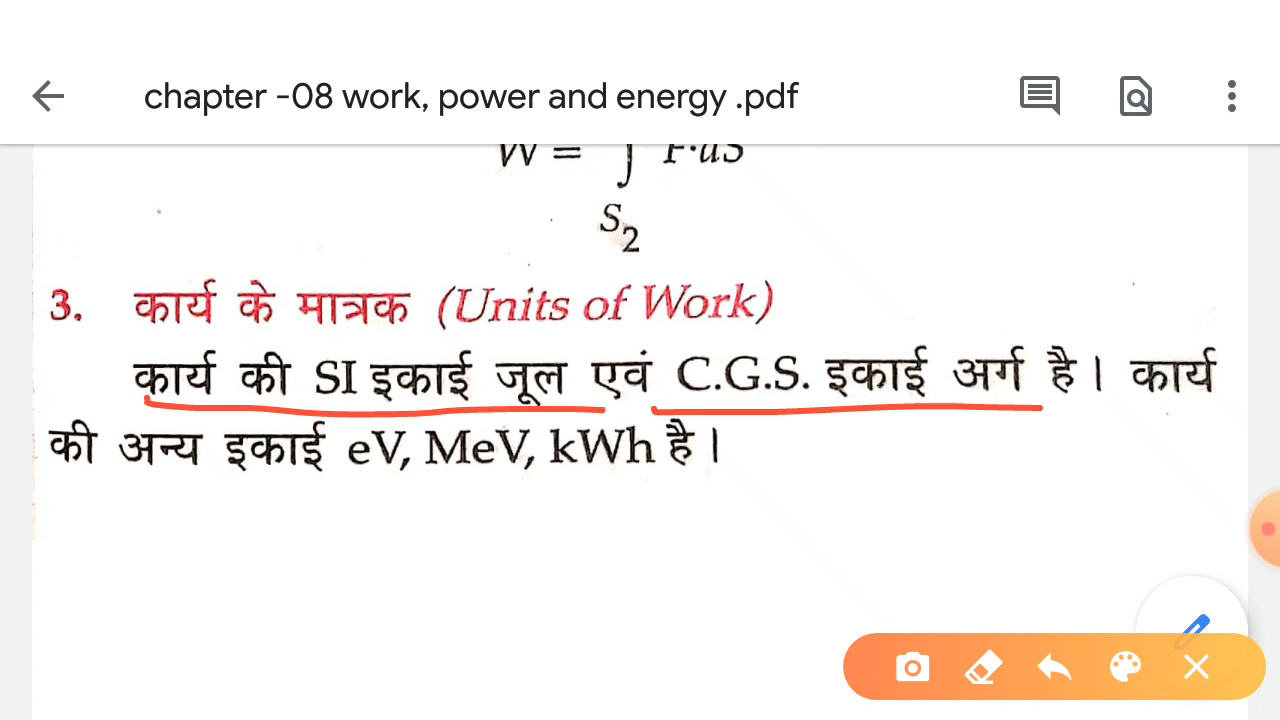 chapter -08 work, power and energy .pdf
W = ∫ F·dS
S₂
3. कार्य के मात्रक (Units of Work)
कार्य की SI इकाई जूल एवं C.G.S. इकाई अर्ग है। कार्य
की अन्य इकाई eV, MeV, kWh है।